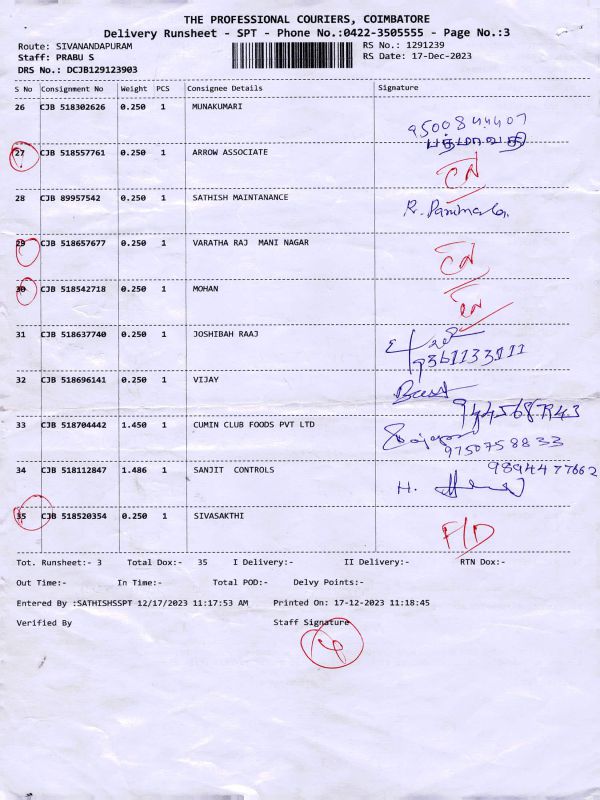 THE PROFESSIONAL COURIERS, COIMBATORE
Delivery Runsheet - SPT - Phone No.:0422-3505555 - Page No.:3
Route: SIVANANDAPURAM
RS No.: 1291239
Staff: PRABU S
RS Date: 17-Dec-2023
DRS No.: DCJB129123903
S No Consignment No Weight PCS Consignee Details Signature
26 CJB 518302626 0.250 1 MUNAKUMARI
பத்மாவதி
27 CJB 518557761 0.250 1 ARROW ASSOCIATE
28 CJB 89957542 0.250 1 SATHISH MAINTANANCE
29 CJB 518657677 0.250 1 VARATHA RAJ MANI NAGAR
30 CJB 518542718 0.250 1 MOHAN
31 CJB 518637740 0.250 1 JOSHIBAH RAAJ
32 CJB 518696141 0.250 1 VIJAY
33 CJB 518704442 1.450 1 CUMIN CLUB FOODS PVT LTD
9750758833
34 CJB 518112847 1.486 1 SANJIT CONTROLS 9894477662
H.
35 CJB 518520354 0.250 1 SIVASAKTHI
F/D
Tot. Runsheet:- 3 Total Dox:- 35 I Delivery:- II Delivery:- RTN Dox:-
Out Time:- In Time:- Total POD:- Delvy Points:-
Entered By :SATHISHSSPT 12/17/2023 11:17:53 AM Printed On: 17-12-2023 11:18:45
Verified By Staff Signature